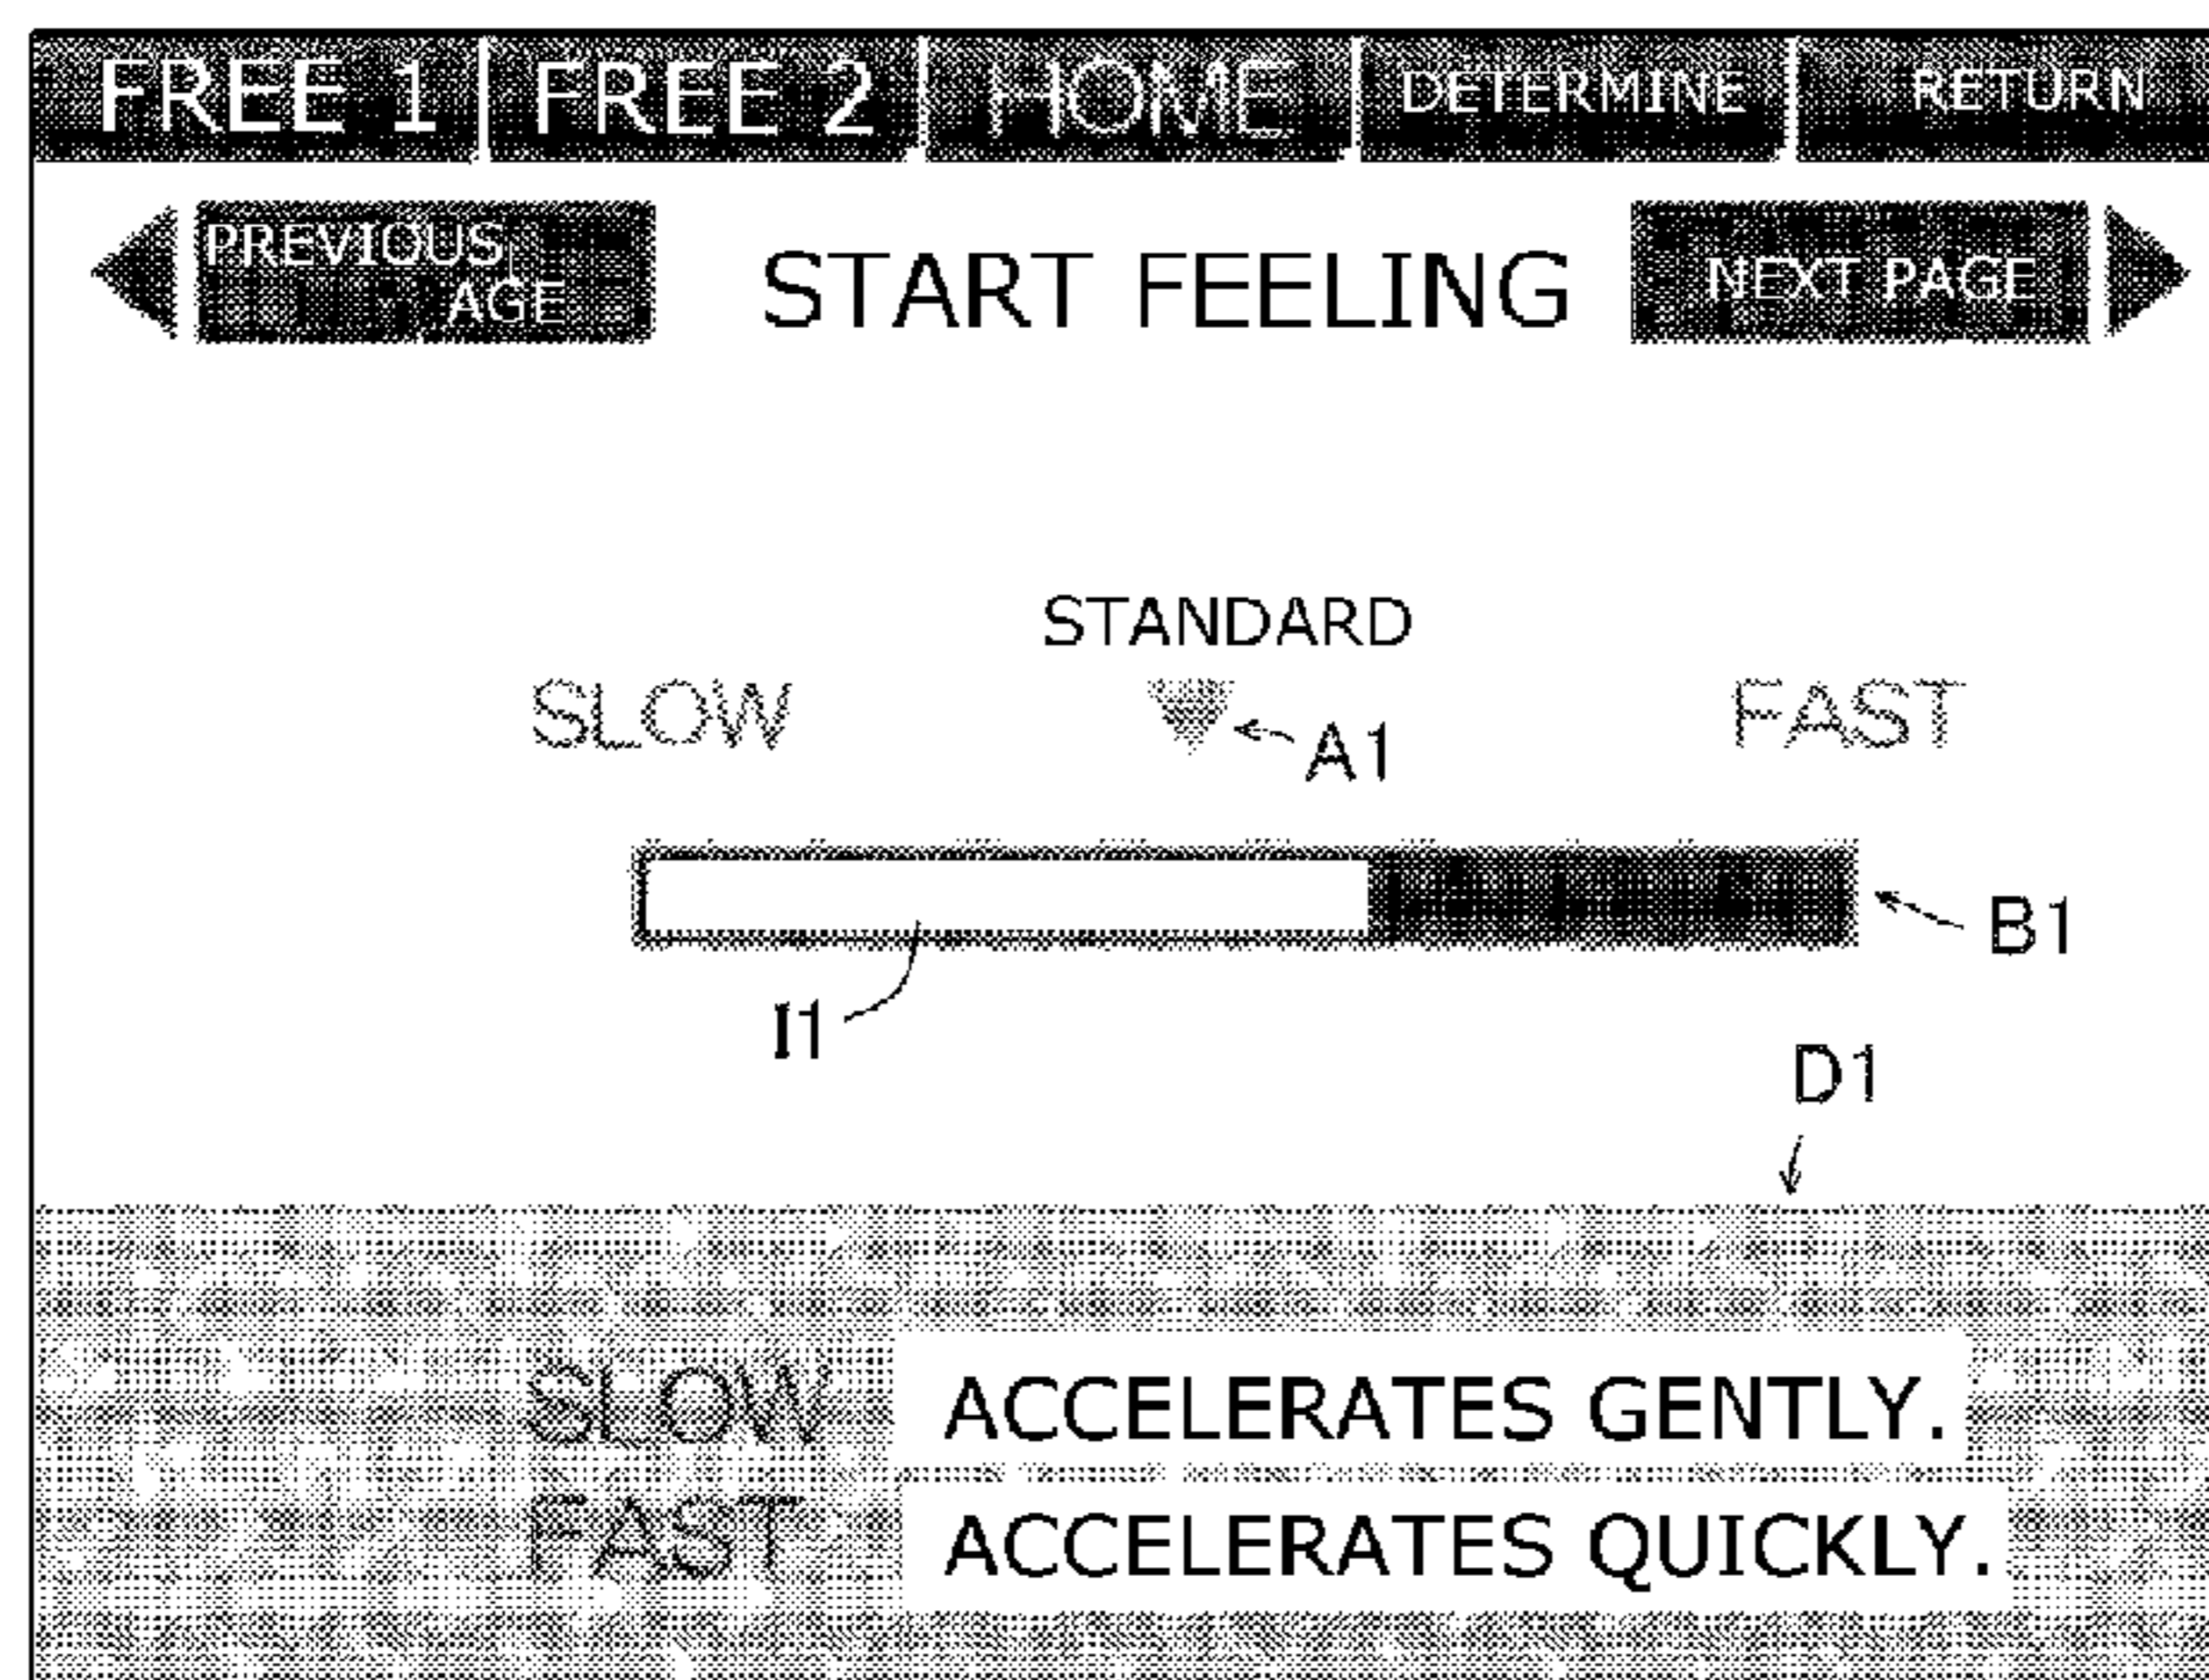 FREE 1 FREE 2 HOME DETERMINE RETURN
PREVIOUS
AGE
START FEELING
NEXT PAGE
STANDARD
SLOW
FAST
A1
B1
I1
D1
SLOW ACCELERATES GENTLY.
FAST ACCELERATES QUICKLY.